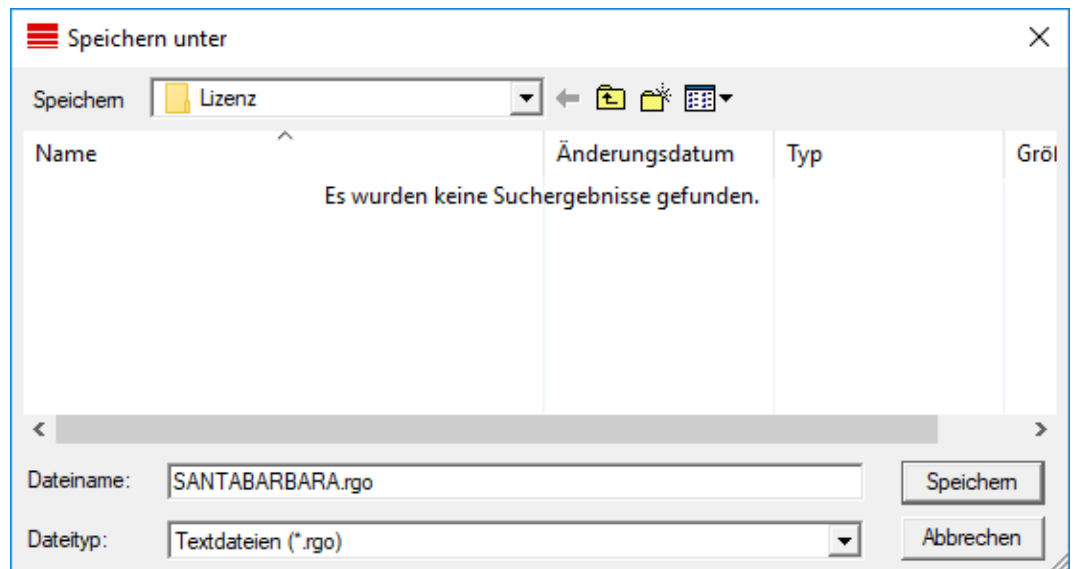 Speichern unter
Speichern Lizenz
Name Änderungsdatum Typ Größ
Es wurden keine Suchergebnisse gefunden.
Dateiname: SANTABARBARA.rgo Speichern
Dateityp: Textdateien (*.rgo) Abbrechen